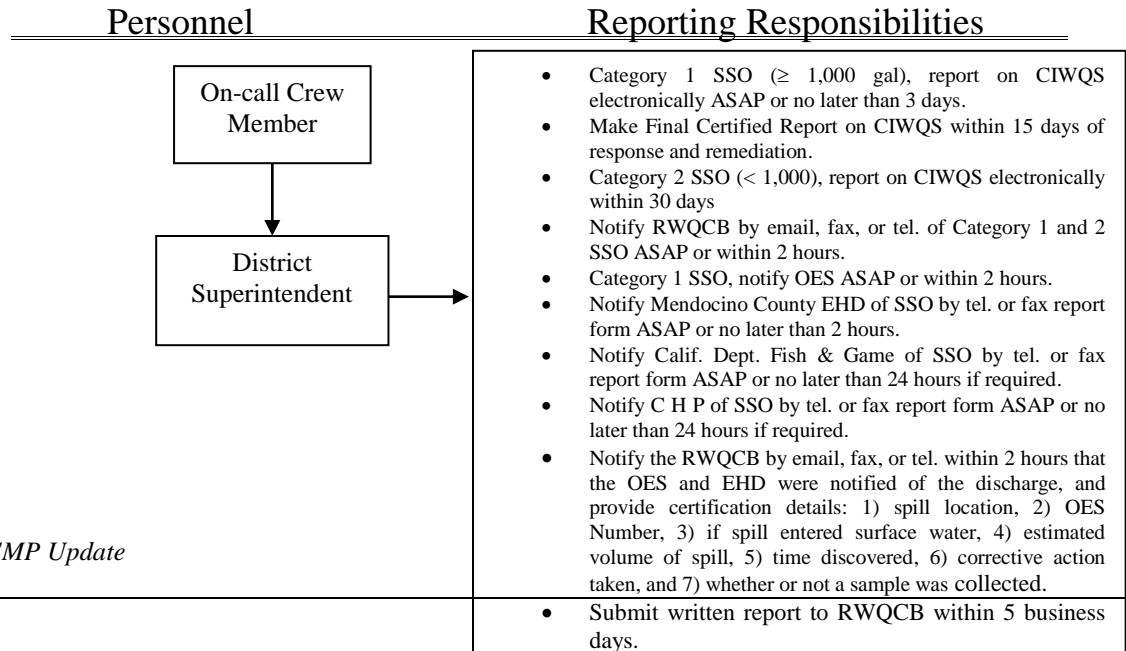 Personnel
Reporting Responsibilities
On-call Crew
Member
District
Superintendent
• Category 1 SSO (≥ 1,000 gal), report on CIWQS
electronically ASAP or no later than 3 days.
• Make Final Certified Report on CIWQS within 15 days of
response and remediation.
• Category 2 SSO (< 1,000), report on CIWQS electronically
within 30 days
• Notify RWQCB by email, fax, or tel. of Category 1 and 2
SSO ASAP or within 2 hours.
• Category 1 SSO, notify OES ASAP or within 2 hours.
• Notify Mendocino County EHD of SSO by tel. or fax report
form ASAP or no later than 2 hours.
• Notify Calif. Dept. Fish & Game of SSO by tel. or fax
report form ASAP or no later than 24 hours if required.
• Notify C H P of SSO by tel. or fax report form ASAP or no
later than 24 hours if required.
• Notify the RWQCB by email, fax, or tel. within 2 hours that
the OES and EHD were notified of the discharge, and
provide certification details: 1) spill location, 2) OES
Number, 3) if spill entered surface water, 4) estimated
volume of spill, 5) time discovered, 6) corrective action
taken, and 7) whether or not a sample was collected.
• Submit written report to RWQCB within 5 business
days.
MP Update